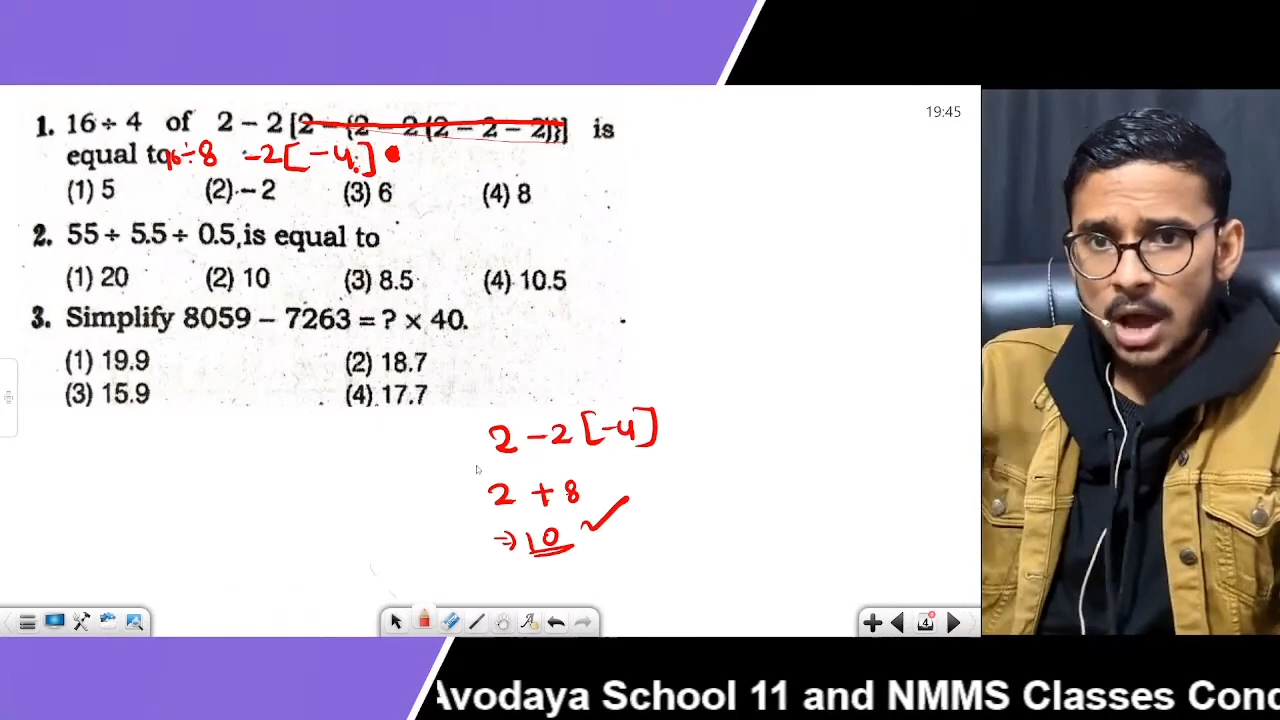 19:45
1. 16 ÷ 4 of 2 – 2 [2 – {2 – 2 (2 – 2 – 2)}] is
equal to 16 ÷ 8 -2[-4]
(1) 5 (2) – 2 (3) 6 (4) 8
2. 55 ÷ 5.5 ÷ 0.5, is equal to
(1) 20 (2) 10 (3) 8.5 (4) 10.5
3. Simplify 8059 – 7263 = ? × 40.
(1) 19.9 (2) 18.7
(3) 15.9 (4) 17.7
2 -2 [-4]
2 + 8
⇒ 10 ✓
4
Avodaya School 11 and NMMS Classes Conc